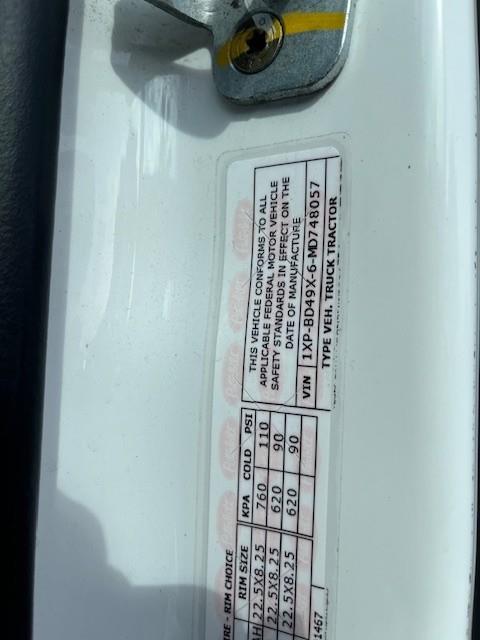 THIS VEHICLE CONFORMS TO ALL
APPLICABLE FEDERAL MOTOR VEHICLE
SAFETY STANDARDS IN EFFECT ON THE
DATE OF MANUFACTURE
VIN 1XP-BD49X-6-MD748057
TYPE VEH. TRUCK TRACTOR
IRE - RIM CHOICE
RIM SIZE KPA COLD PSI
AH 22.5X8.25 760 110
22.5X8.25 620 90
22.5X8.25 620 90
1467